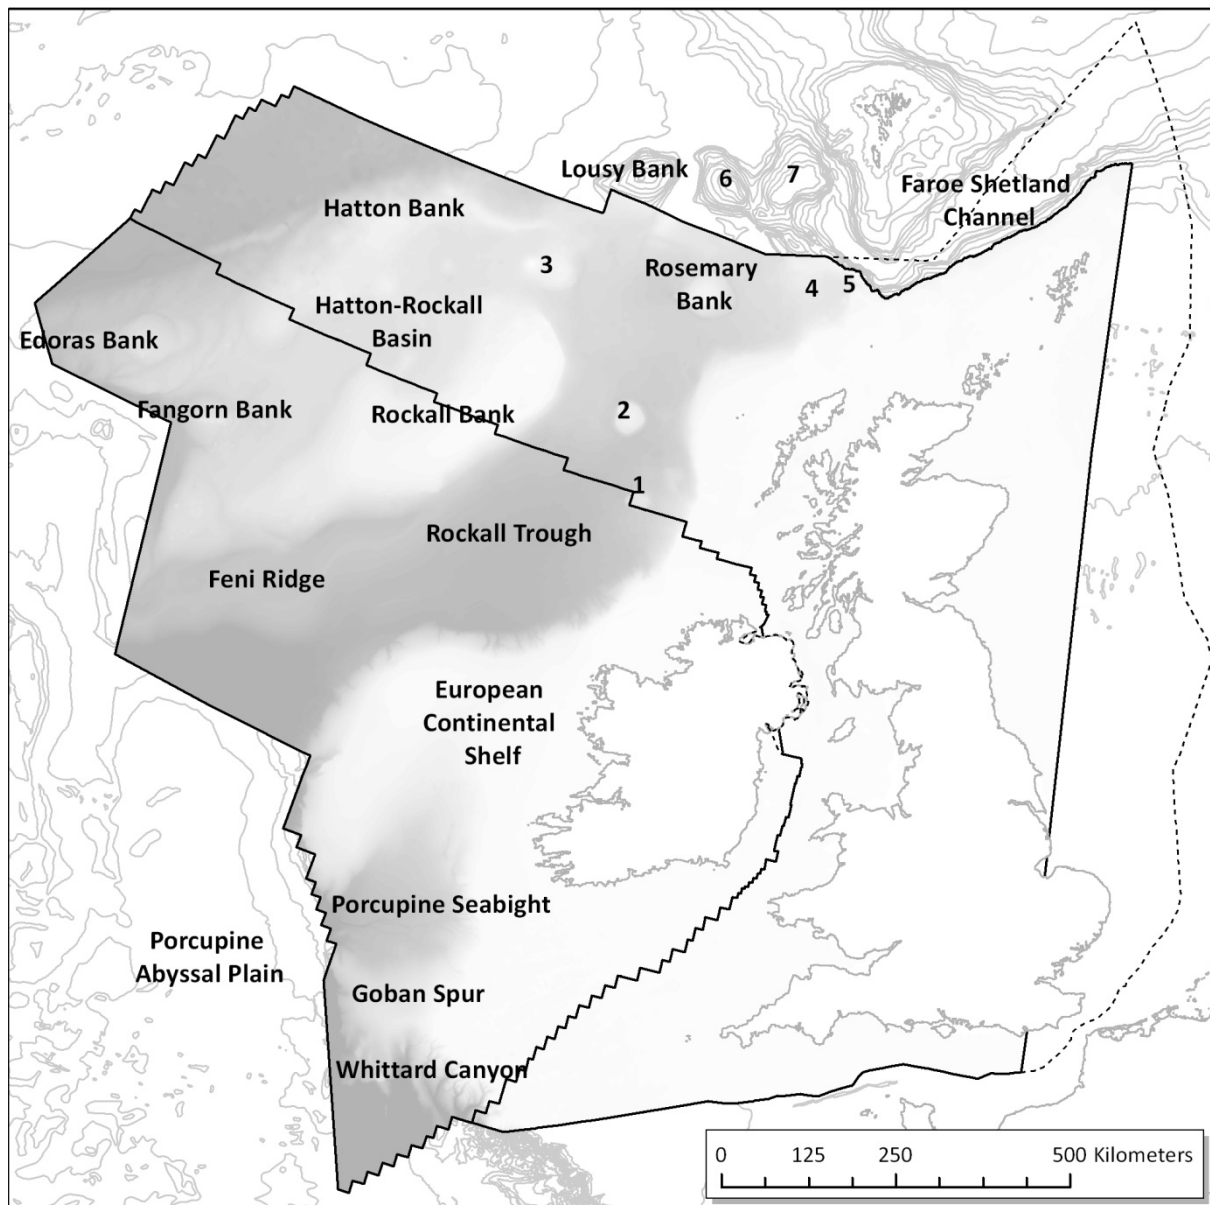 Lousy Bank
6
7
Faroe Shetland
Channel
Hatton Bank
3
Rosemary
Bank
4
5
Hatton-Rockall
Basin
Edoras Bank
Fangorn Bank
Rockall Bank
2
1
Rockall Trough
Feni Ridge
European
Continental
Shelf
Porcupine Seabight
Porcupine
Abyssal Plain
Goban Spur
Whittard Canyon
0 125 250 500 Kilometers